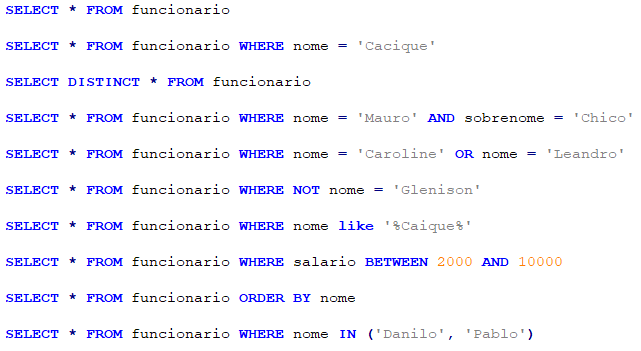 SELECT * FROM funcionario
SELECT * FROM funcionario WHERE nome = 'Cacique'
SELECT DISTINCT * FROM funcionario
SELECT * FROM funcionario WHERE nome = 'Mauro' AND sobrenome = 'Chico'
SELECT * FROM funcionario WHERE nome = 'Caroline' OR nome = 'Leandro'
SELECT * FROM funcionario WHERE NOT nome = 'Glenison'
SELECT * FROM funcionario WHERE nome like '%Caique%'
SELECT * FROM funcionario WHERE salario BETWEEN 2000 AND 10000
SELECT * FROM funcionario ORDER BY nome
SELECT * FROM funcionario WHERE nome IN ('Danilo', 'Pablo')